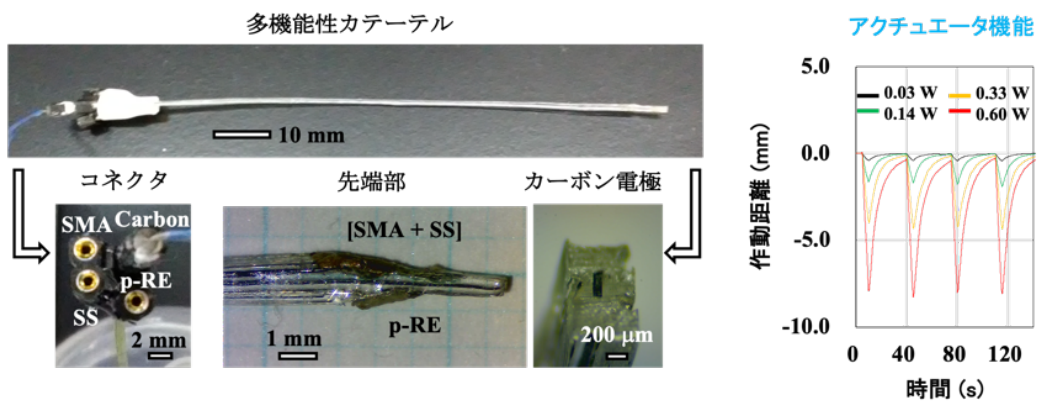 多機能性カテーテル
10 mm
コネクタ
SMA
Carbon
p-RE
SS
2 mm
先端部
[SMA + SS]
p-RE
1 mm
カーボン電極
200 μm
アクチュエータ機能
5.0
0.03 W
0.33 W
0.14 W
0.60 W
0.0
-5.0
-10.0
作動距離 (mm)
0 40 80 120
時間 (s)